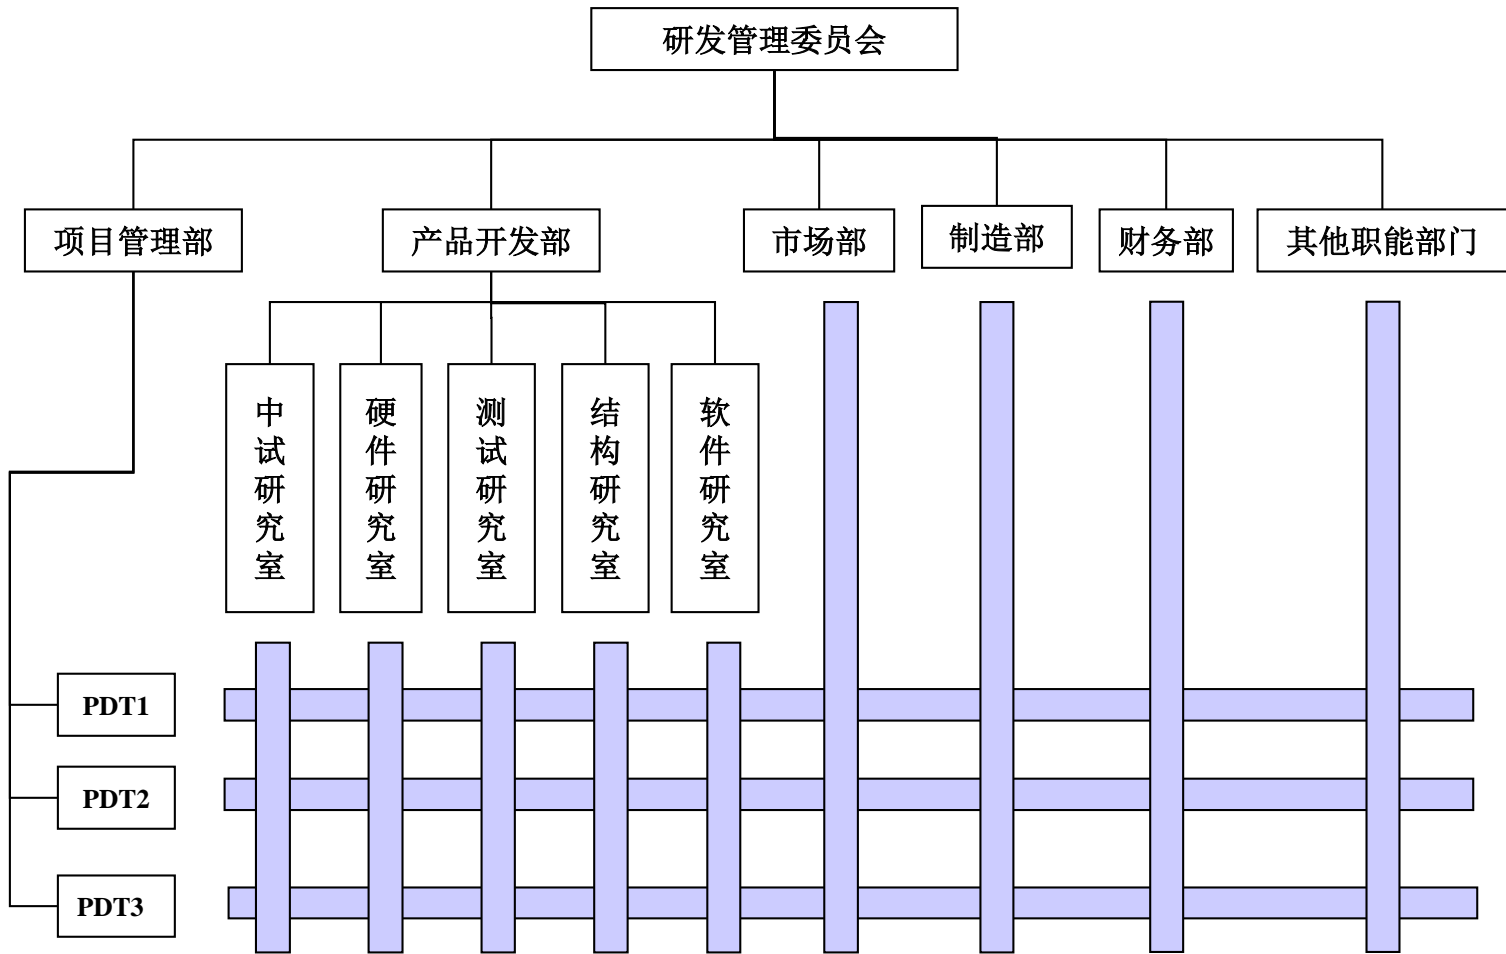 研发管理委员会
项目管理部
产品开发部
市场部
制造部
财务部
其他职能部门
中试研究室
硬件研究室
测试研究室
结构研究室
软件研究室
PDT1
PDT2
PDT3